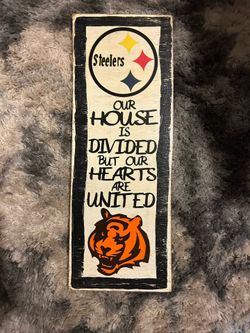 Steelers
OUR
HOUSE
IS
DIVIDED
BUT OUR
HEARTS
ARE
UNITED